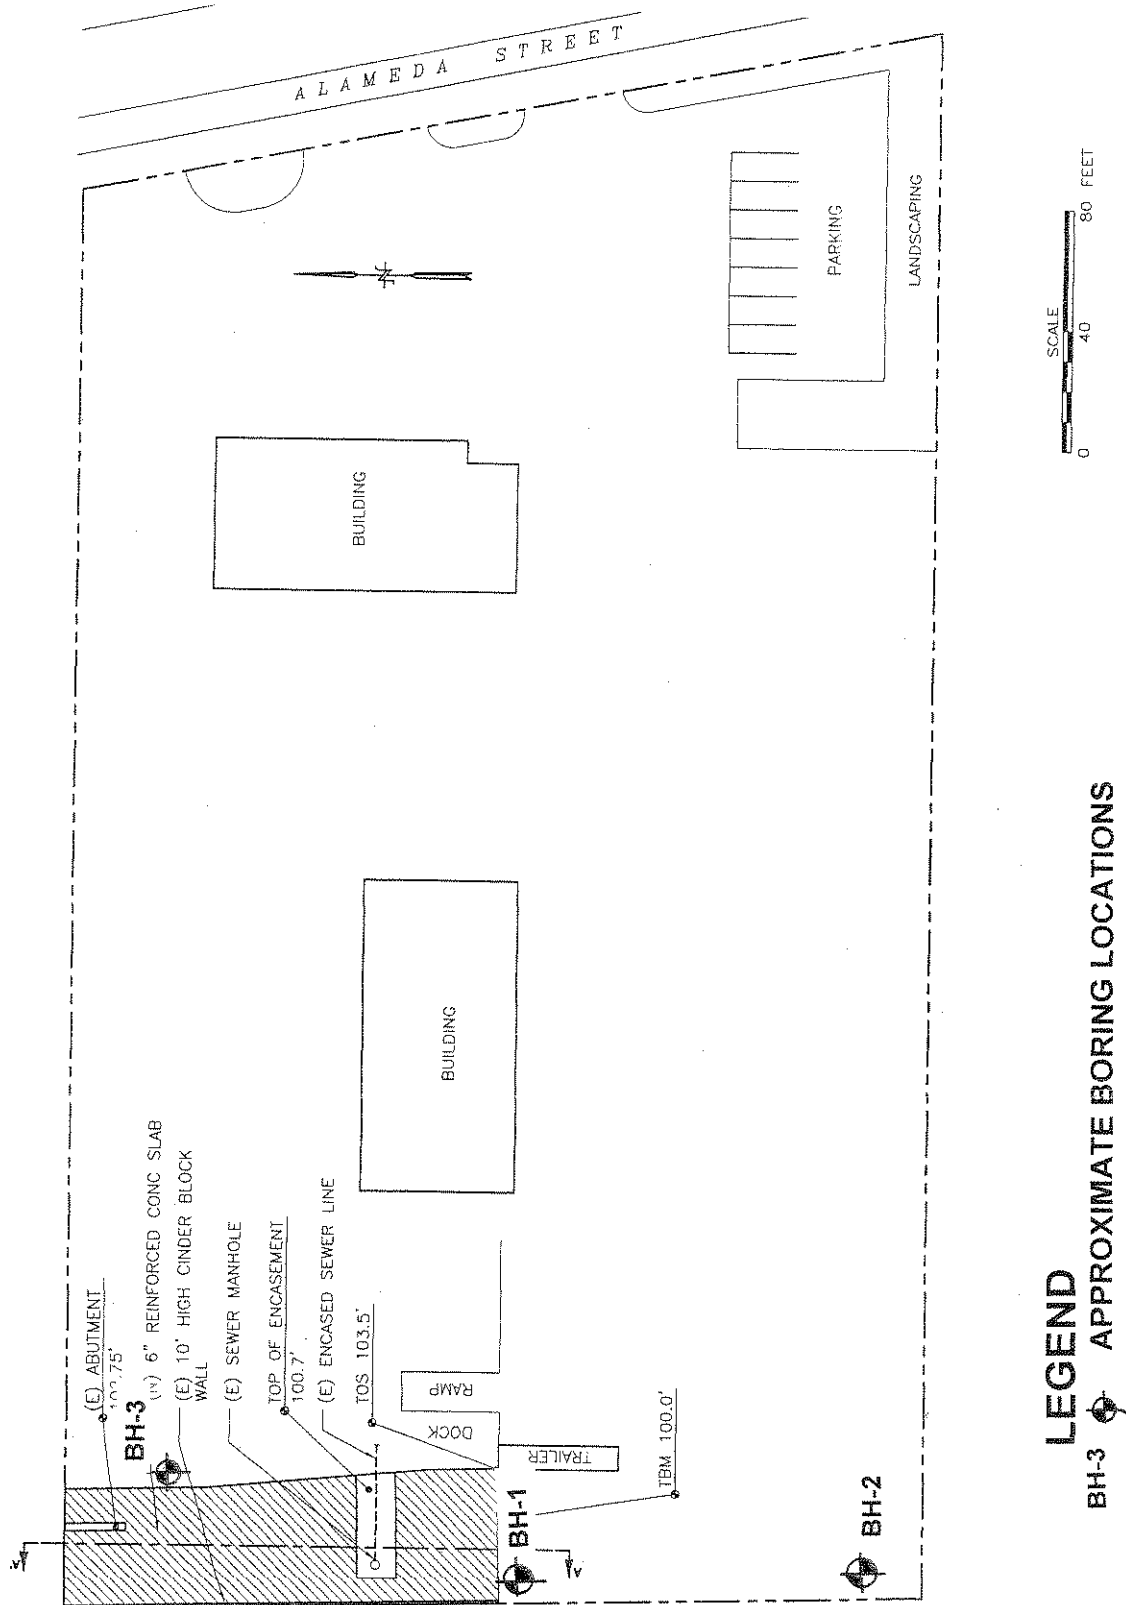 ALAMEDA STREET
N
PARKING
LANDSCAPING
SCALE
0 40 80 FEET
BUILDING
BUILDING
(E) ABUTMENT
BH-3
6" REINFORCED CONC SLAB
(E) 10' HIGH CINDER BLOCK
WALL
(E) SEWER MANHOLE
TOP OF ENCASEMENT
100.7'
(E) ENCASED SEWER LINE
TOS 103.5'
RAMP
DOCK
TRAILER
TBM 100.0'
BH-1
BH-2
A'
A'
LEGEND
BH-3 APPROXIMATE BORING LOCATIONS